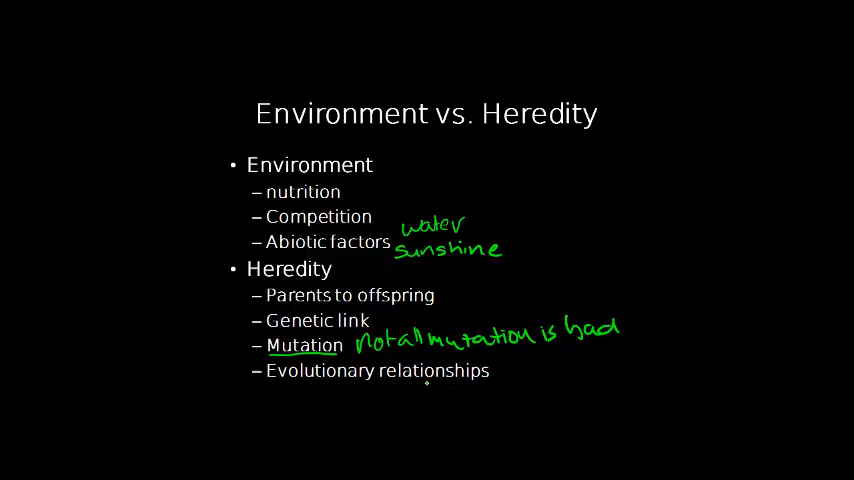 Environment vs. Heredity
• Environment
– nutrition
– Competition
water
– Abiotic factors sunshine
• Heredity
– Parents to offspring
– Genetic link
– Mutation Not all mutation is bad
– Evolutionary relationships